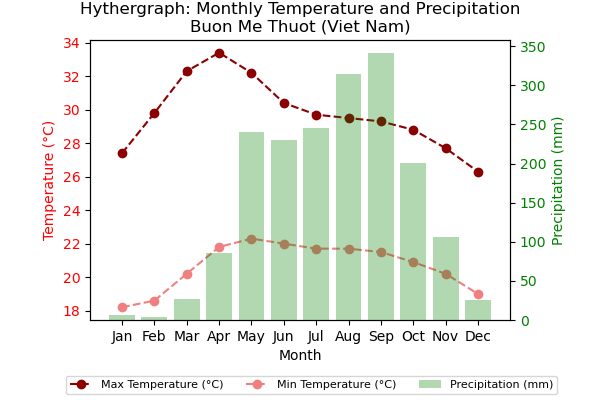 Hythergraph: Monthly Temperature and Precipitation
Buon Me Thuot (Viet Nam)
Temperature (°C)
34
32
30
28
26
24
22
20
18
350
300
250
200
150
100
50
0
Precipitation (mm)
Jan Feb Mar Apr May Jun Jul Aug Sep Oct Nov Dec
Month
Max Temperature (°C) Min Temperature (°C) Precipitation (mm)